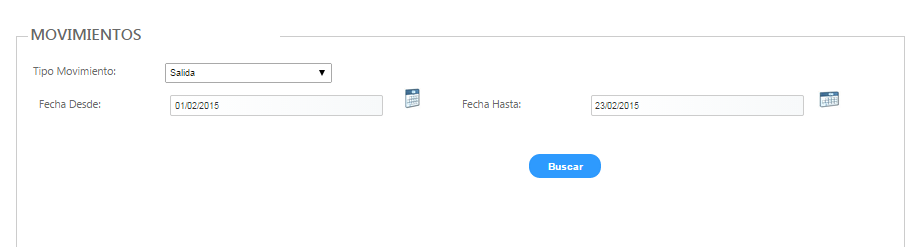 MOVIMIENTOS
Tipo Movimiento: Salida
Fecha Desde: 01/02/2015 Fecha Hasta: 23/02/2015
Buscar